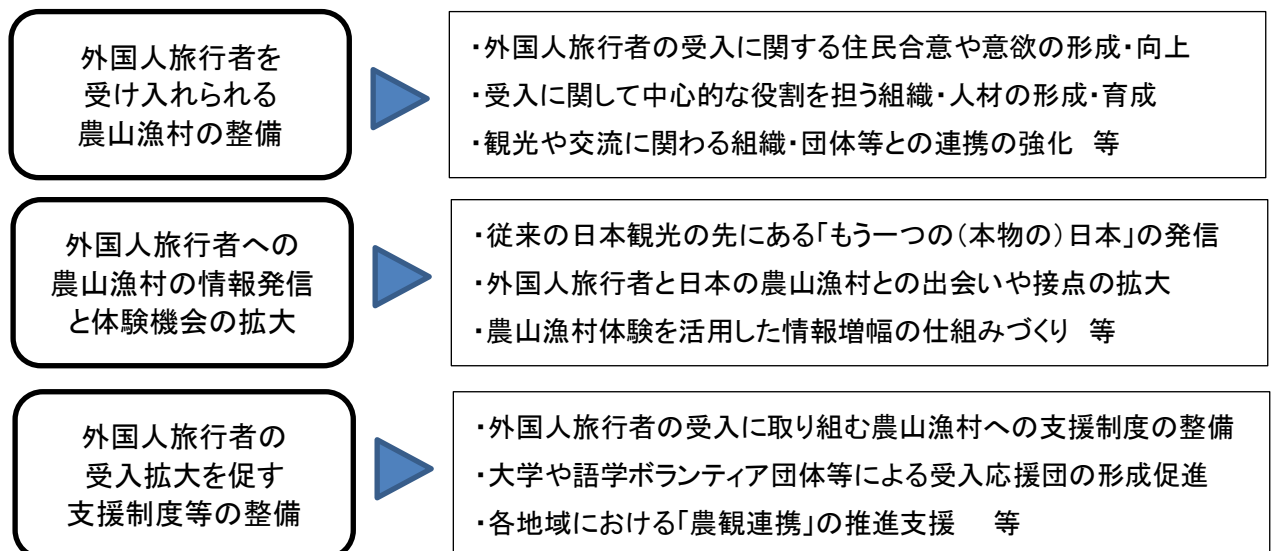 外国人旅行者を
受け入れられる
農山漁村の整備
・外国人旅行者の受入に関する住民合意や意欲の形成・向上
・受入に関して中心的な役割を担う組織・人材の形成・育成
・観光や交流に関わる組織・団体等との連携の強化 等
外国人旅行者への
農山漁村の情報発信
と体験機会の拡大
・従来の日本観光の先にある「もう一つの（本物の）日本」の発信
・外国人旅行者と日本の農山漁村との出会いや接点の拡大
・農山漁村体験を活用した情報増幅の仕組みづくり 等
外国人旅行者の
受入拡大を促す
支援制度等の整備
・外国人旅行者の受入に取り組む農山漁村への支援制度の整備
・大学や語学ボランティア団体等による受入応援団の形成促進
・各地域における「農観連携」の推進支援 等